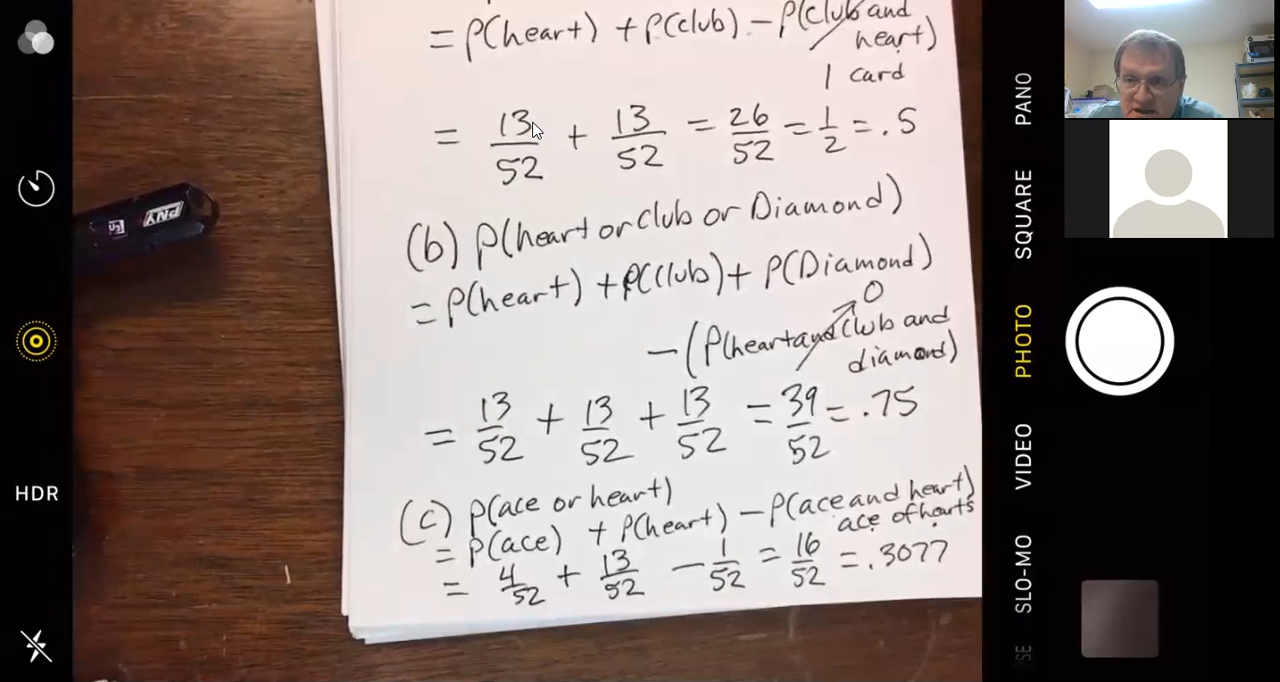 = P(heart) + P(club) - P(club and
heart)
1 card
= 13/52 + 13/52 = 26/52 = 1/2 = .5
(b) P(heart or club or Diamond)
= P(heart) + P(club) + P(Diamond)
0
- (P(heart and club and
diamond)
= 13/52 + 13/52 + 13/52 = 39/52 = .75
(c) P(ace or heart)
= P(ace) + P(heart) - P(ace and heart)
ace of hearts
= 4/52 + 13/52 - 1/52 = 16/52 = .3077
PNY
HDR
PANO
SQUARE
PHOTO
VIDEO
SLO-MO
SE